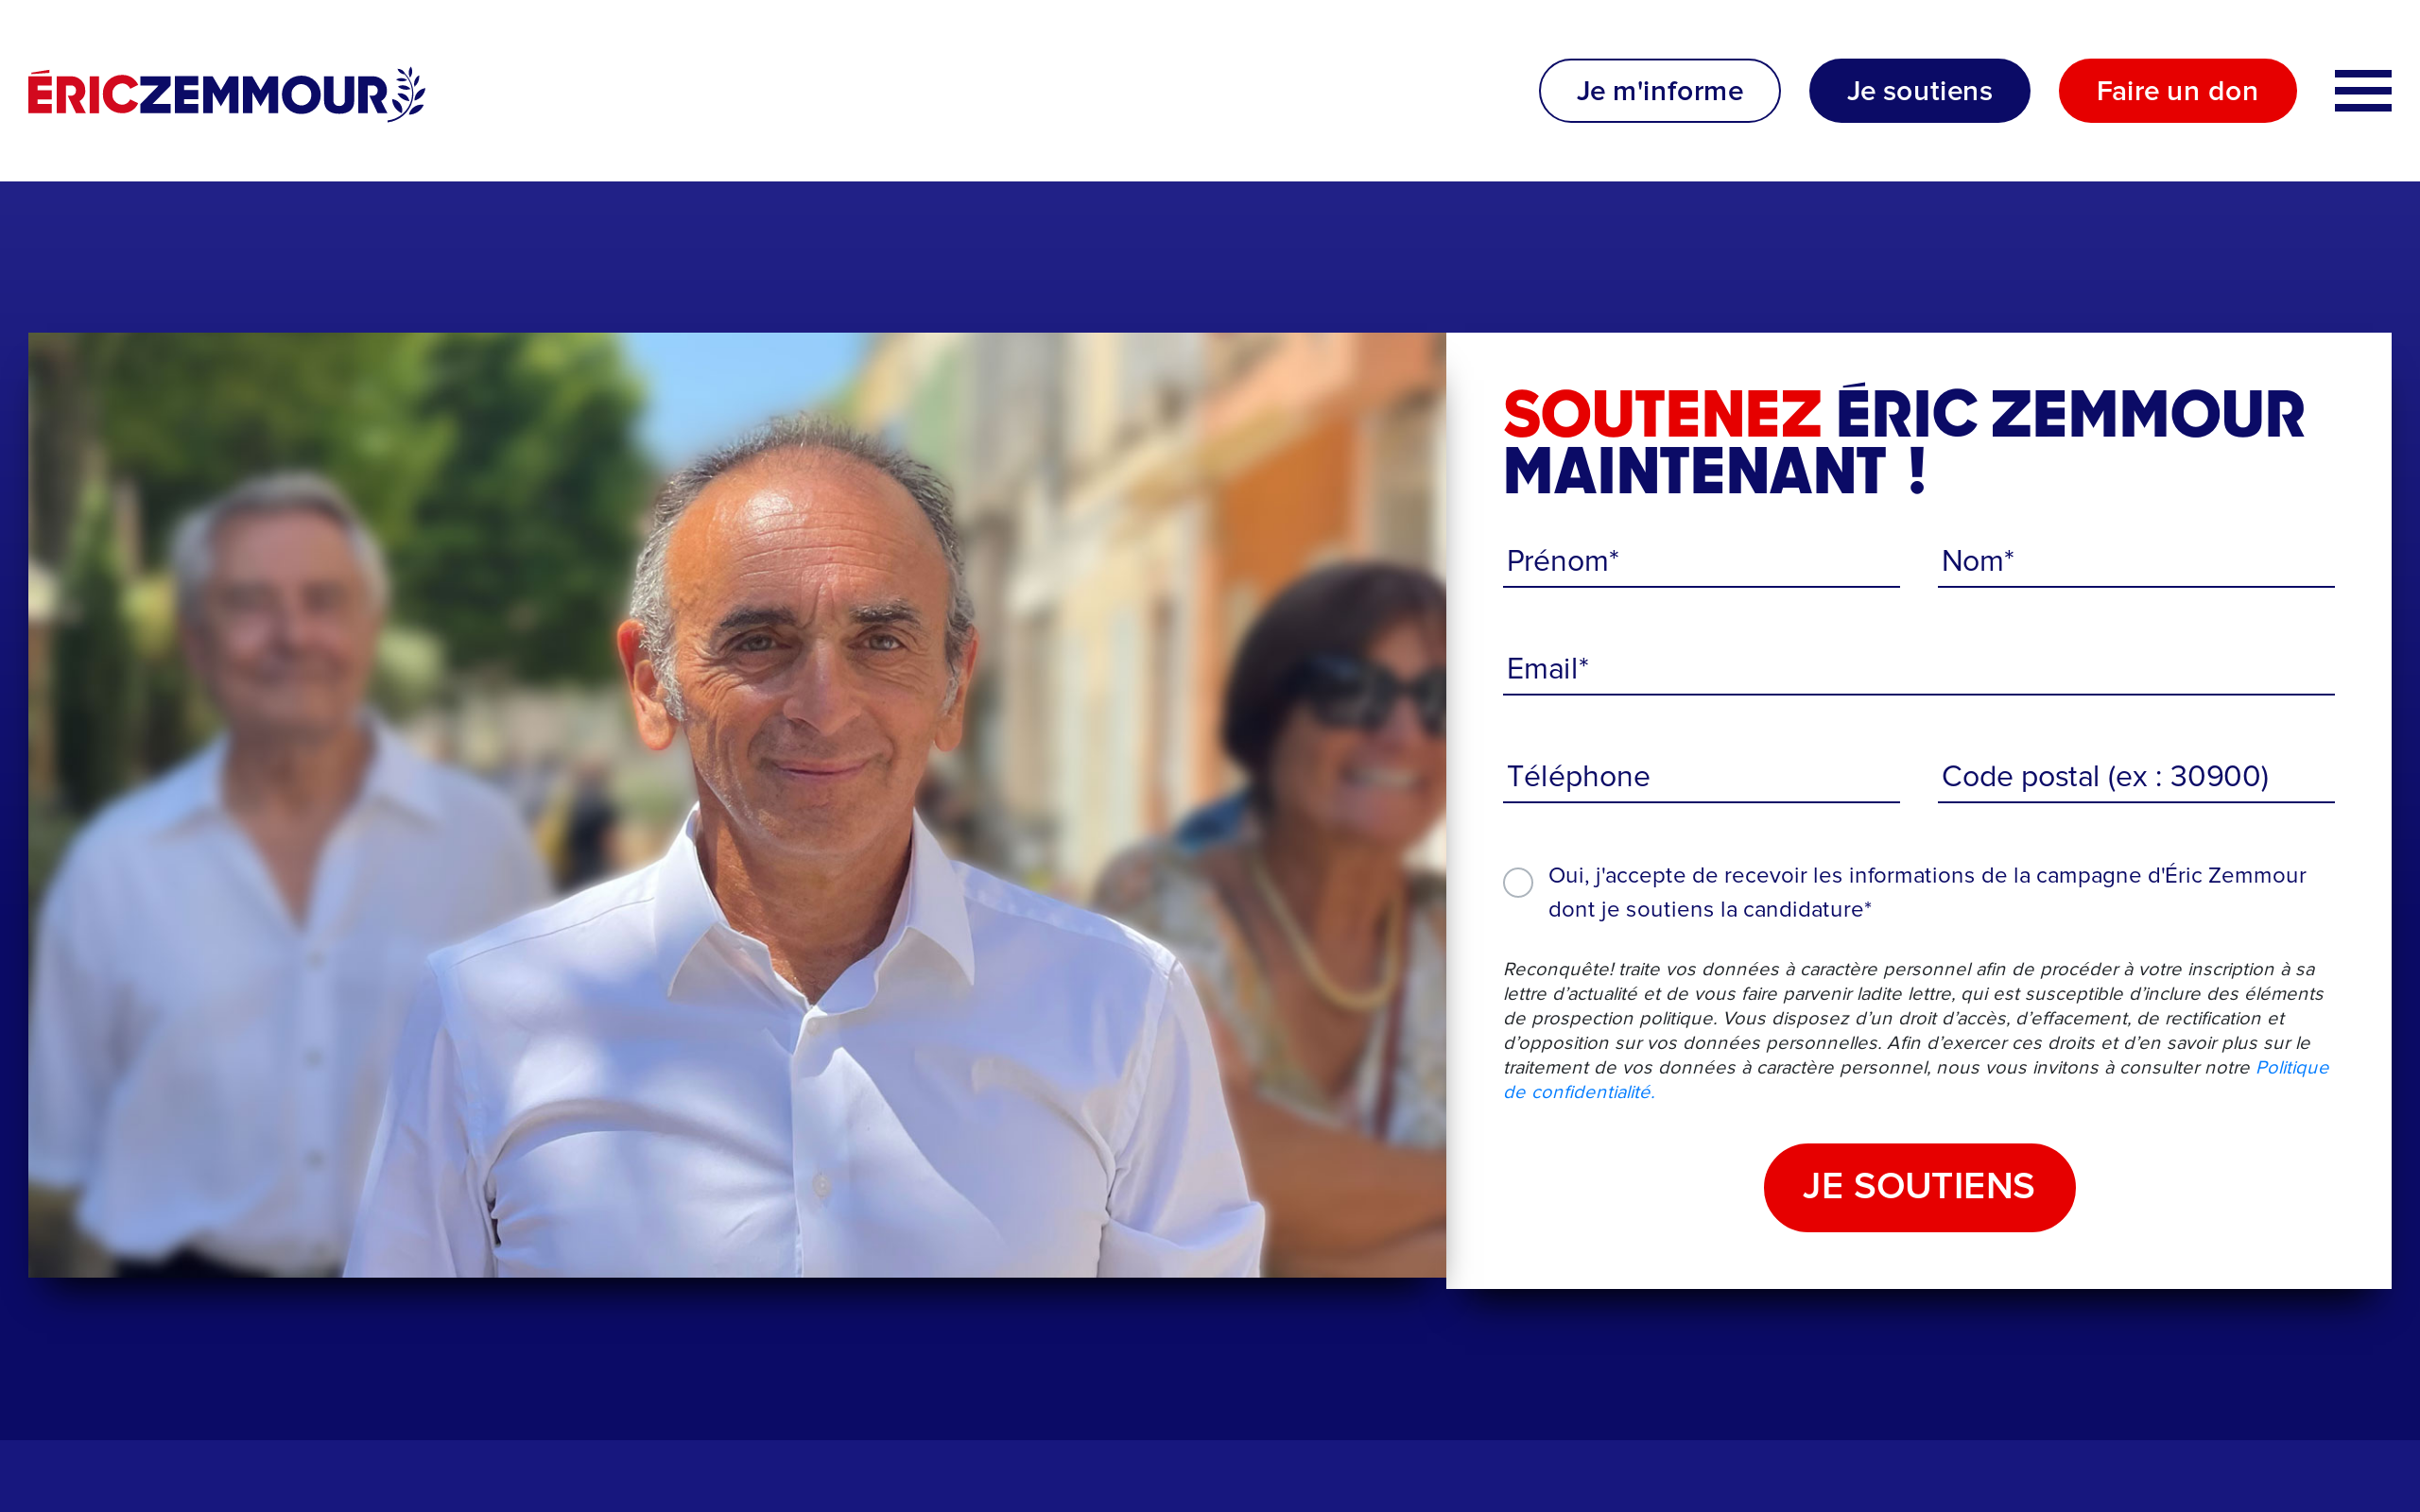 ÉRICZEMMOUR
Je m'informe
Je soutiens
Faire un don
SOUTENEZ ÉRIC ZEMMOUR
MAINTENANT !
Prénom*
Nom*
Email*
Téléphone
Code postal (ex : 30900)
Oui, j'accepte de recevoir les informations de la campagne d'Éric Zemmour
dont je soutiens la candidature*
Reconquête! traite vos données à caractère personnel afin de procéder à votre inscription à sa
lettre d’actualité et de vous faire parvenir ladite lettre, qui est susceptible d’inclure des éléments
de prospection politique. Vous disposez d’un droit d’accès, d’effacement, de rectification et
d’opposition sur vos données personnelles. Afin d’exercer ces droits et d’en savoir plus sur le
traitement de vos données à caractère personnel, nous vous invitons à consulter notre Politique
de confidentialité.
JE SOUTIENS